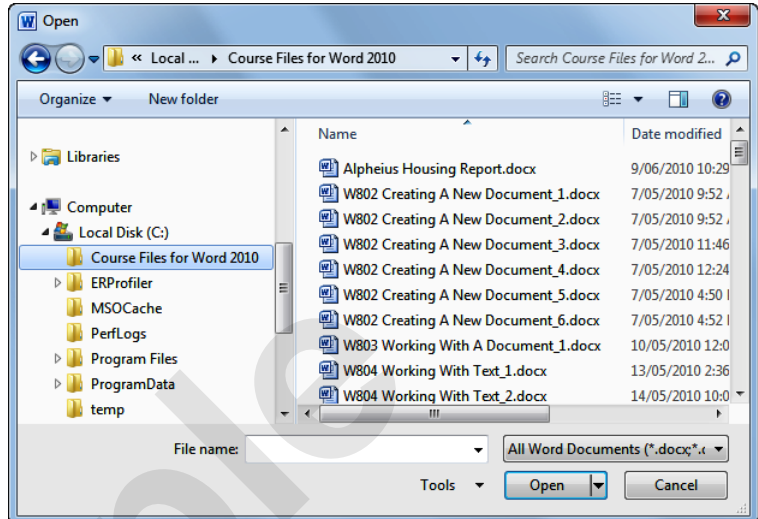 Open
« Local ... Course Files for Word 2010 Search Course Files for Word 2...
Organize New folder
Name Date modified
Libraries
Computer
Local Disk (C:)
Course Files for Word 2010
ERProfiler
MSOCache
PerfLogs
Program Files
ProgramData
temp
Alpheius Housing Report.docx 9/06/2010 10:29
W802 Creating A New Document_1.docx 7/05/2010 9:52
W802 Creating A New Document_2.docx 7/05/2010 9:52
W802 Creating A New Document_3.docx 7/05/2010 11:46
W802 Creating A New Document_4.docx 7/05/2010 12:24
W802 Creating A New Document_5.docx 7/05/2010 4:50
W802 Creating A New Document_6.docx 7/05/2010 4:52
W803 Working With A Document_1.docx 10/05/2010 12:0
W804 Working With Text_1.docx 13/05/2010 2:36
W804 Working With Text_2.docx 14/05/2010 10:0
File name: All Word Documents (*.docx;*.
Tools Open Cancel